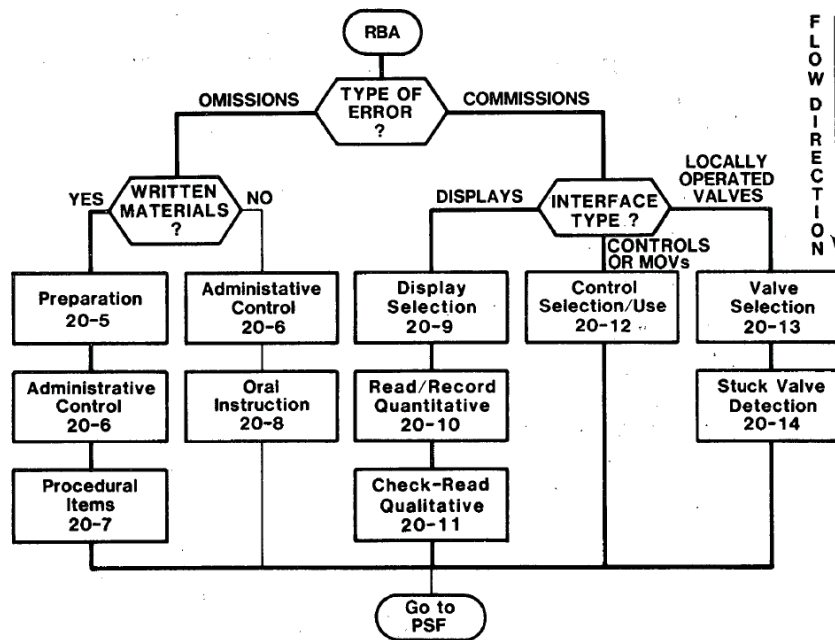 RBA
TYPE OF
ERROR
?
OMISSIONS
COMMISSIONS
WRITTEN
MATERIALS
?
YES
NO
INTERFACE
TYPE ?
DISPLAYS
CONTROLS
OR MOVs
LOCALLY
OPERATED
VALVES
FLOW DIRECTION
Preparation
20-5
Administrative
Control
20-6
Procedural
Items
20-7
Administative
Control
20-6
Oral
Instruction
20-8
Display
Selection
20-9
Read/Record
Quantitative
20-10
Check-Read
Qualitative
20-11
Control
Selection/Use
20-12
Valve
Selection
20-13
Stuck Valve
Detection
20-14
Go to
PSF